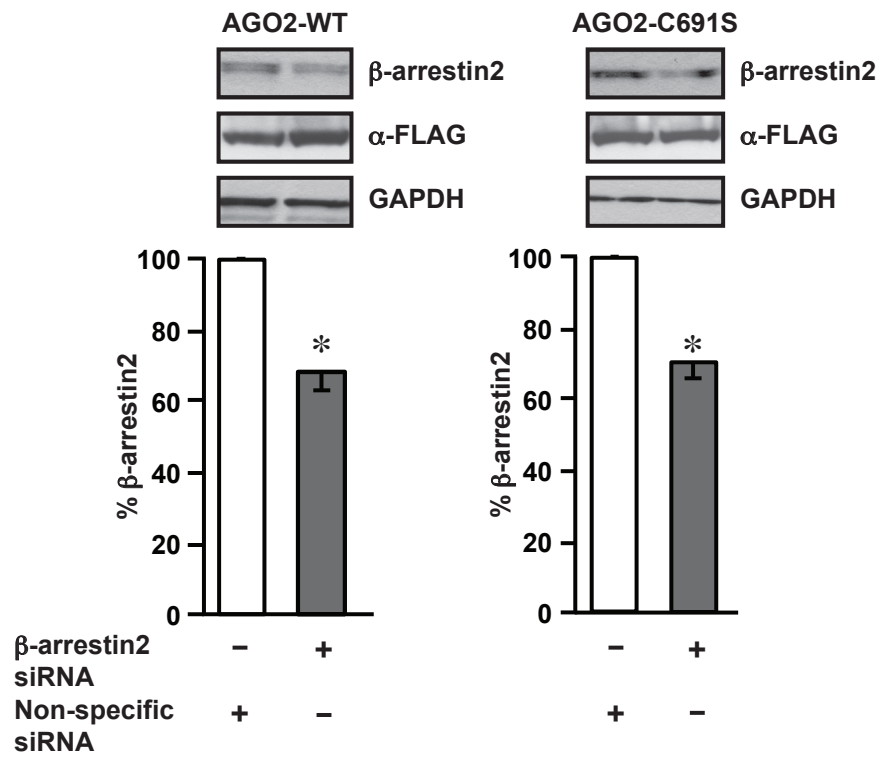 AGO2-WT
β-arrestin2
α-FLAG
GAPDH
% β-arrestin2
100
80
60
40
20
0
*
AGO2-C691S
β-arrestin2
α-FLAG
GAPDH
% β-arrestin2
100
80
60
40
20
0
*
β-arrestin2 siRNA − + − +
Non-specific siRNA + − + −